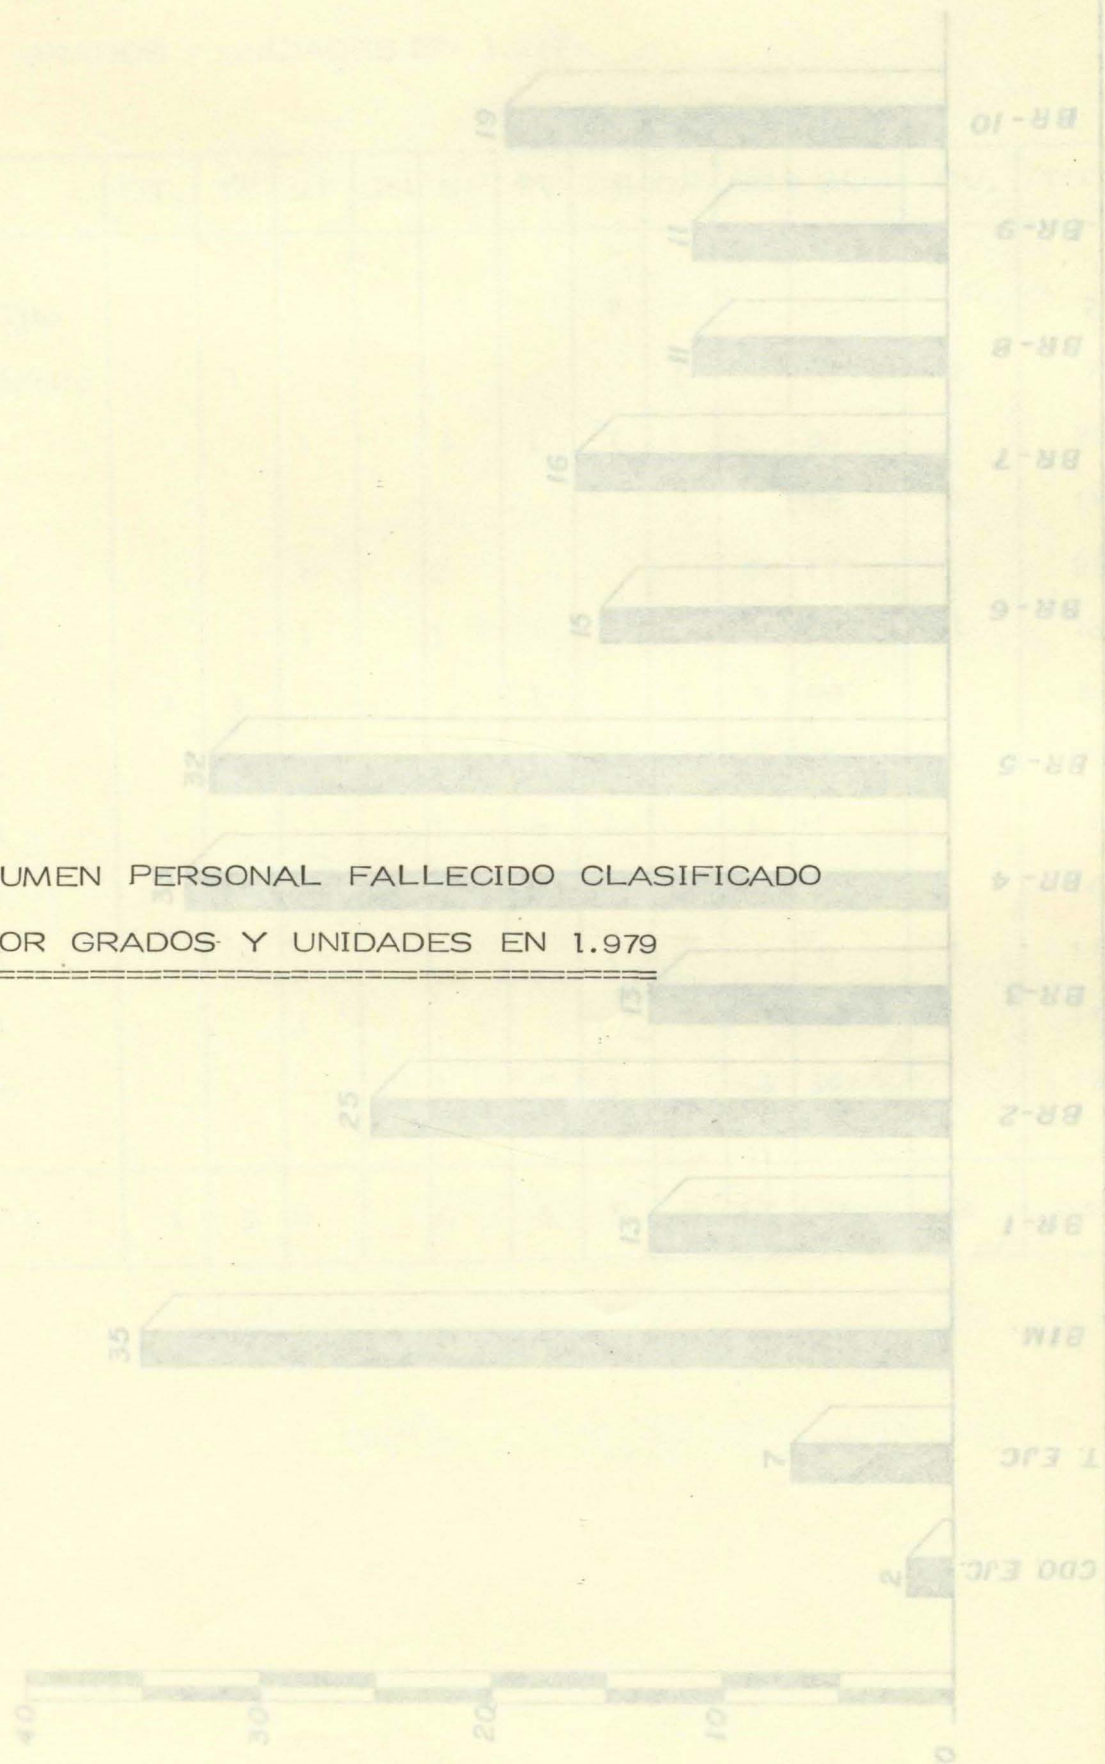 UMEN PERSONAL FALLECIDO CLASIFICADO
OR GRADOS Y UNIDADES EN 1.979
BR-10
19
BR-9
11
BR-8
11
BR-7
16
BR-6
15
BR-5
32
BR-4
BR-3
13
BR-2
25
BR-1
13
BIM.
35
T. EJC
7
CDO. EJC.
2
40
30
20
10
0